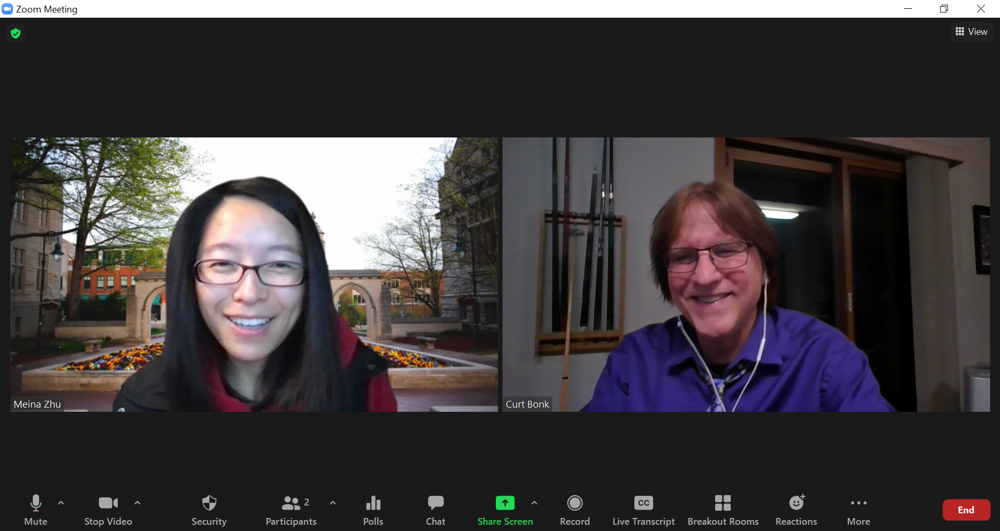 Zoom Meeting
View
Meina Zhu
Curt Bonk
2
CC
Mute
Stop Video
Security
Participants
Polls
Chat
Share Screen
Record
Live Transcript
Breakout Rooms
Reactions
More
End